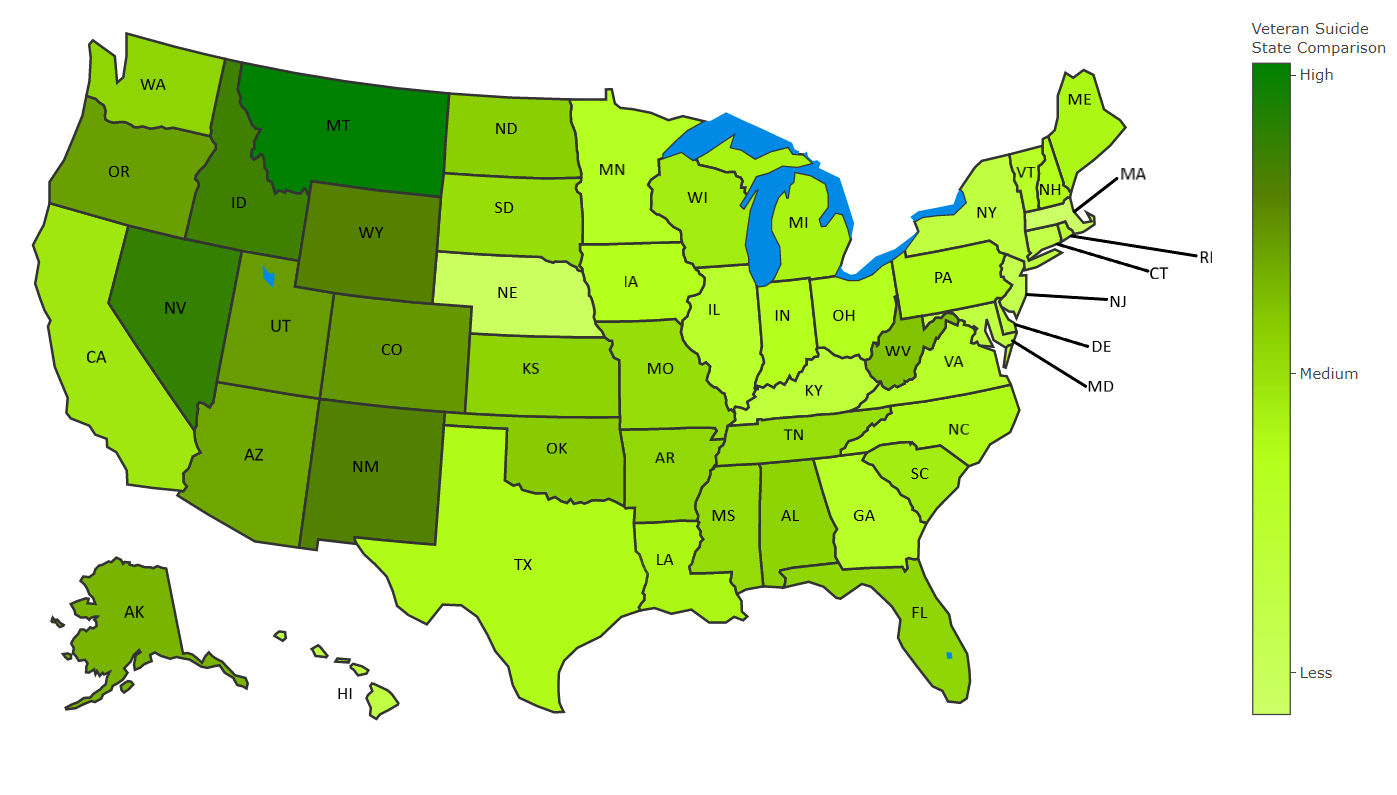 Veteran Suicide
State Comparison
High
Medium
Less
WA
MT
ND
MN
ME
OR
ID
SD
WI
MI
VT
NH
NY
MA
WY
RI
CT
NE
IA
PA
NJ
NV
UT
CO
IL
IN
OH
WV
DE
CA
KS
MO
KY
VA
MD
AZ
NM
OK
AR
TN
NC
SC
MS
AL
GA
TX
LA
AK
FL
HI